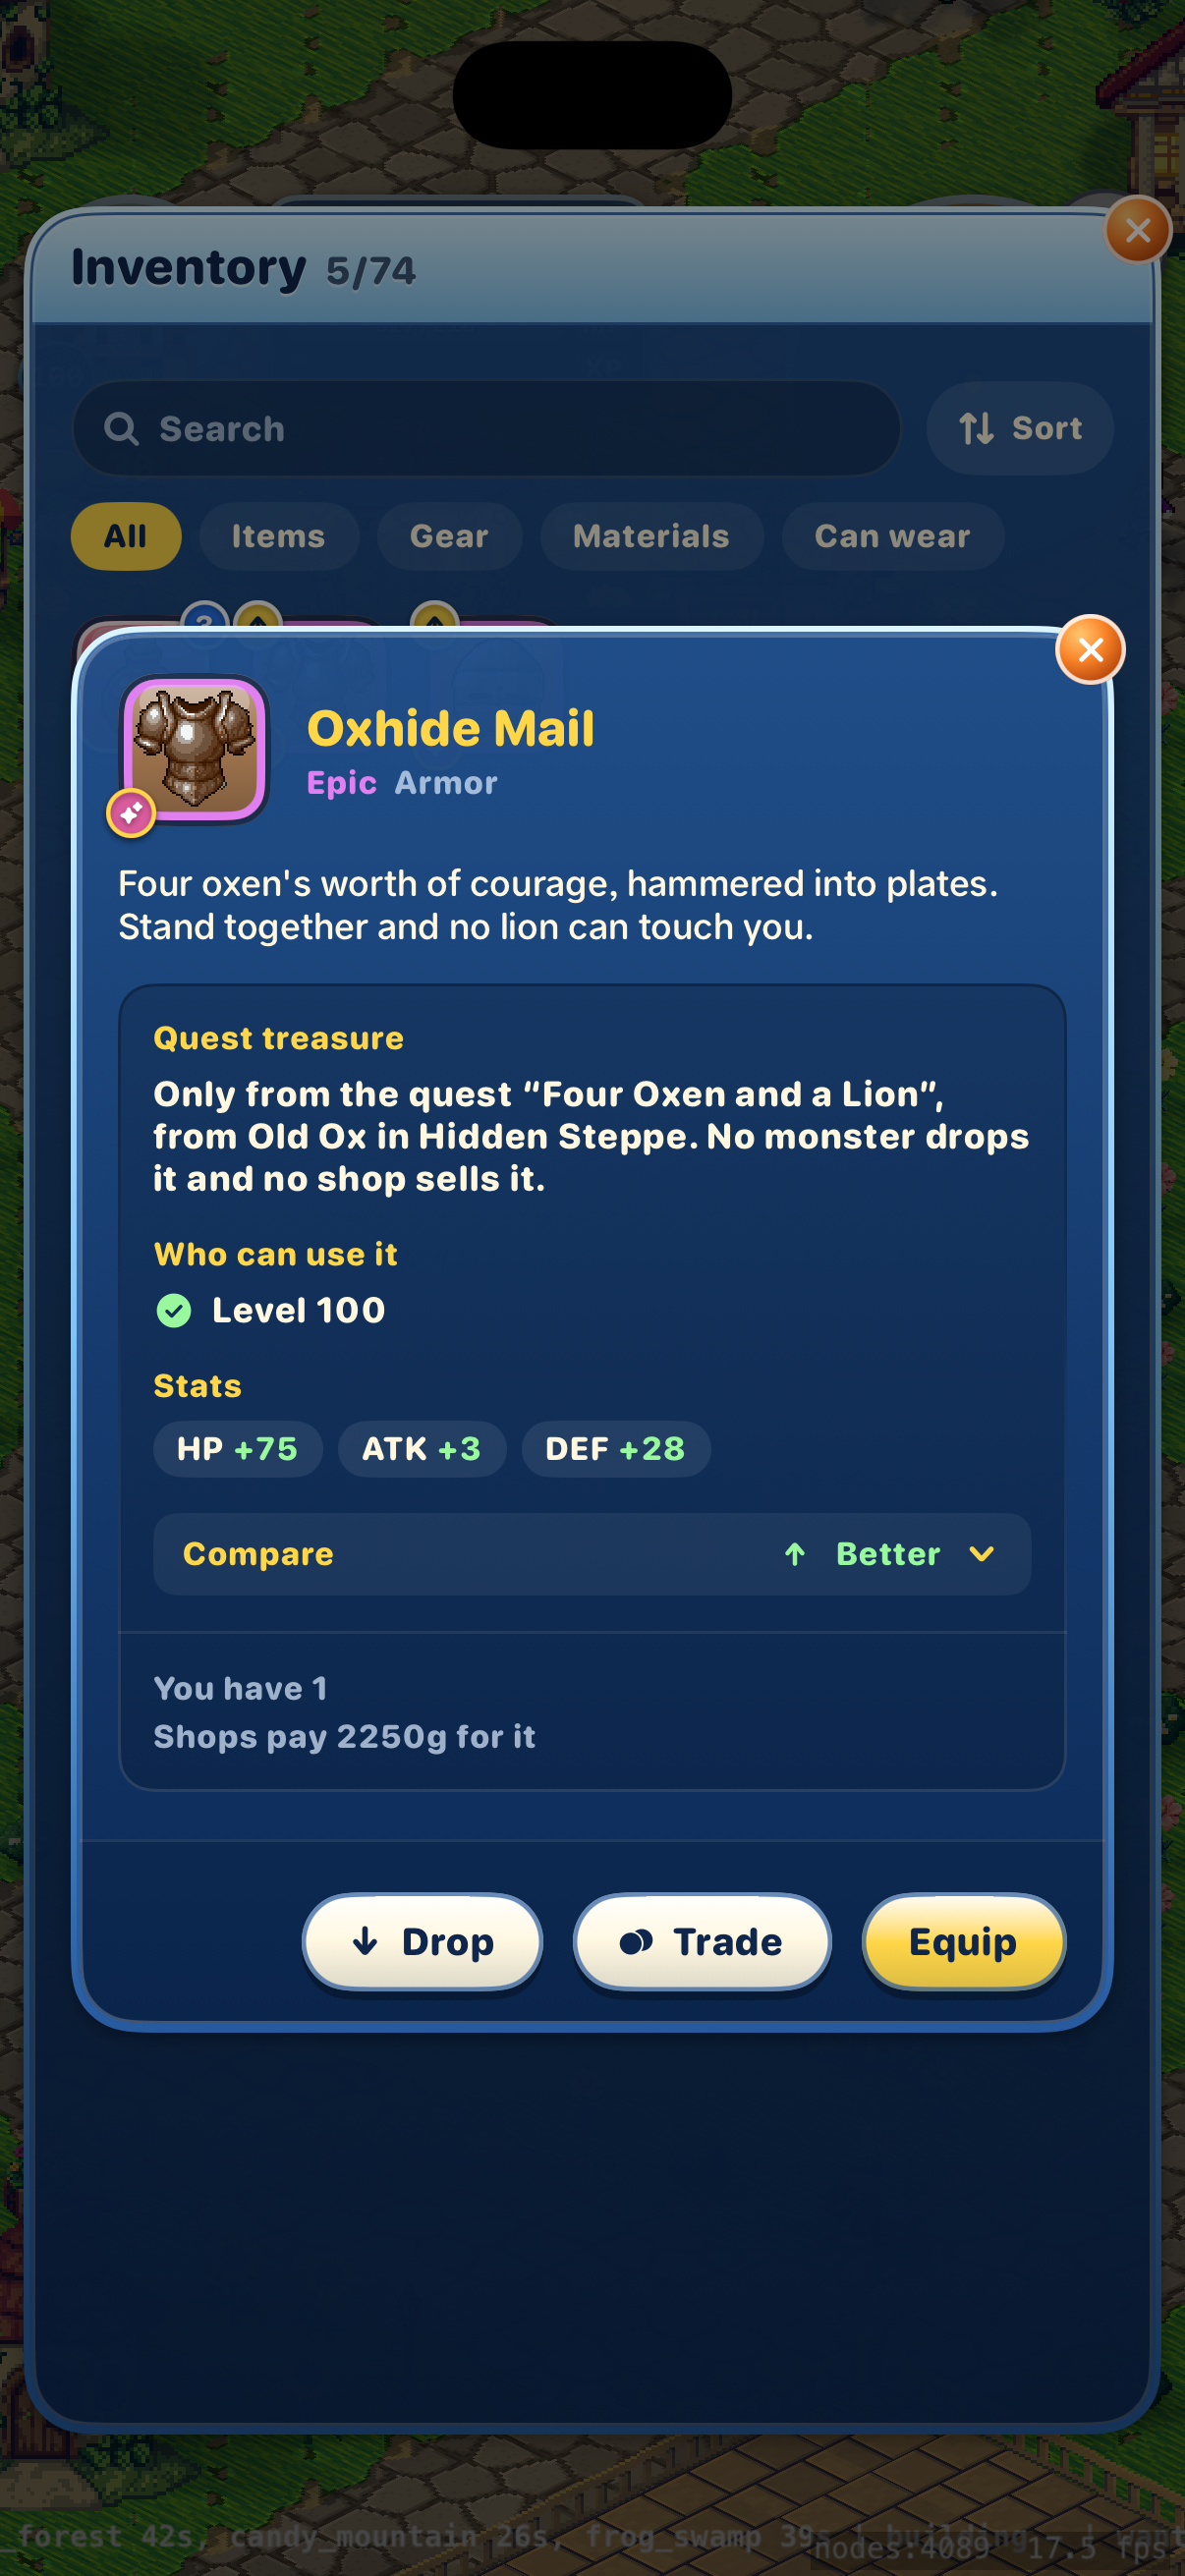 Inventory 5/74
Search
Sort
All Items Gear Materials Can wear
Oxhide Mail
Epic Armor
Four oxen's worth of courage, hammered into plates.
Stand together and no lion can touch you.
Quest treasure
Only from the quest “Four Oxen and a Lion”,
from Old Ox in Hidden Steppe. No monster drops
it and no shop sells it.
Who can use it
Level 100
Stats
HP +75 ATK +3 DEF +28
Compare Better
You have 1
Shops pay 2250g for it
Drop Trade Equip
_forest 42s, candy_mountain 26s, frog_swamp 39s
nodes:4089 17.5 fps